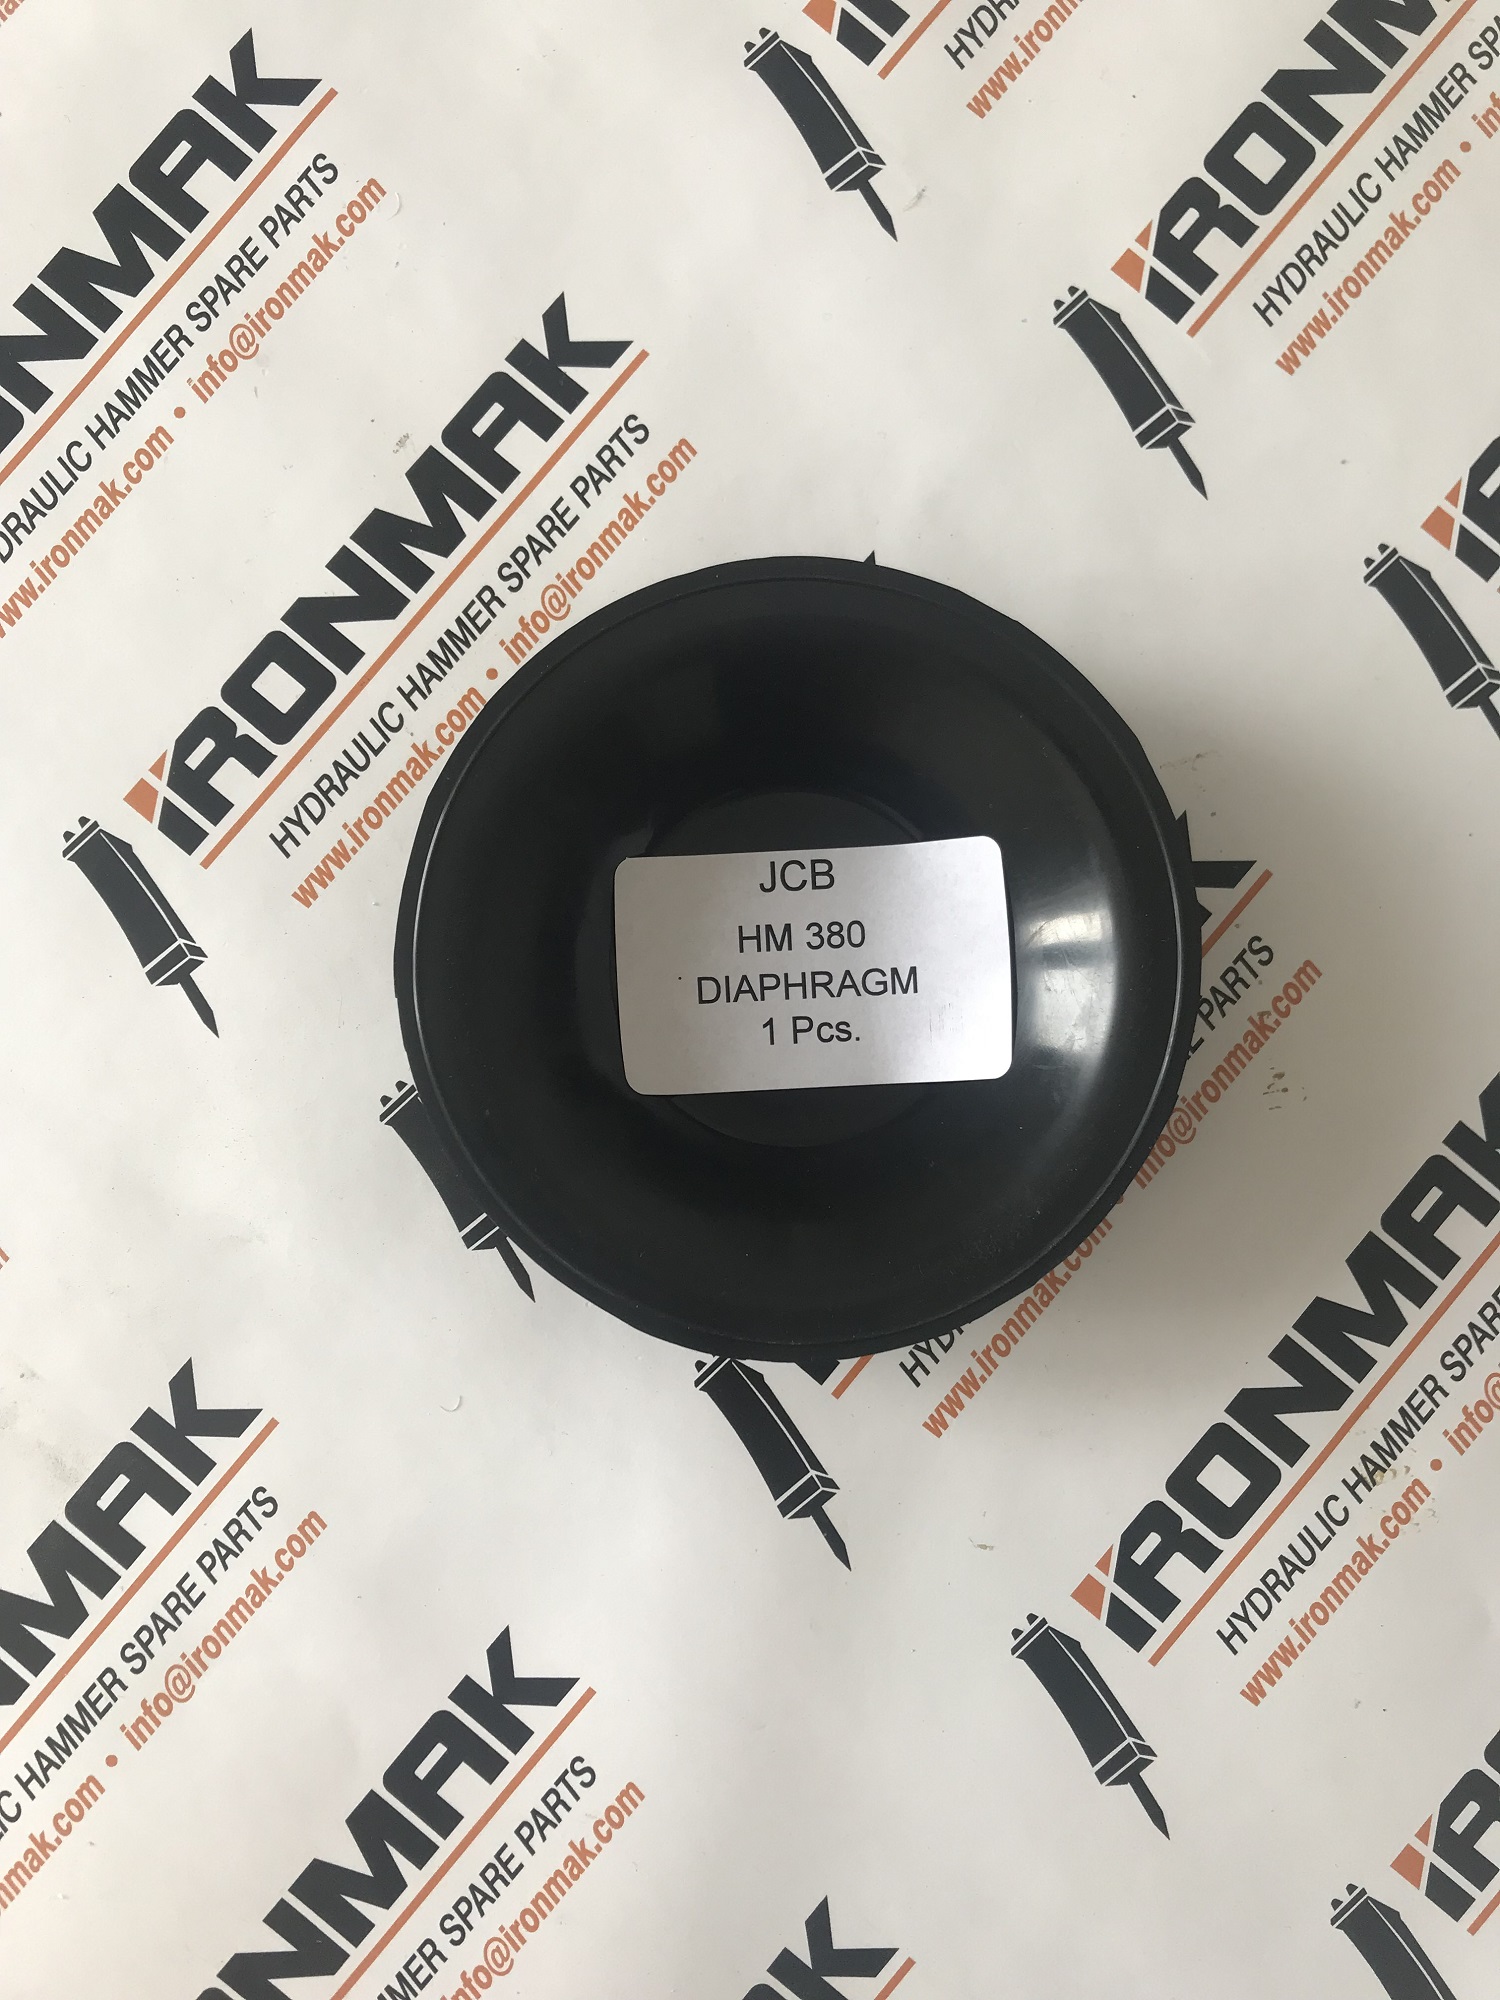 IRONMAK
HYDRAULIC HAMMER SPARE PARTS
www.ironmak.com • info@ironmak.com
JCB
HM 380
DIAPHRAGM
1 Pcs.